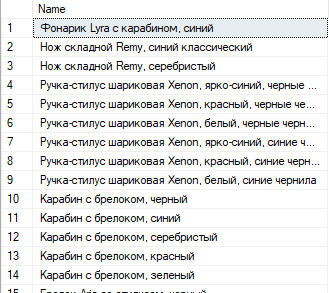 Name
1 Фонарик Lyra с карабином, синий
2 Нож складной Remy, синий классический
3 Нож складной Remy, серебристый
4 Ручка-стилус шариковая Xenon, ярко-синий, черные ...
5 Ручка-стилус шариковая Xenon, красный, черные че...
6 Ручка-стилус шариковая Xenon, белый, черные черн...
7 Ручка-стилус шариковая Xenon, ярко-синий, синие ч...
8 Ручка-стилус шариковая Xenon, красный, синие черн...
9 Ручка-стилус шариковая Xenon, белый, синие чернила
10 Карабин с брелоком, черный
11 Карабин с брелоком, синий
12 Карабин с брелоком, серебристый
13 Карабин с брелоком, красный
14 Карабин с брелоком, зеленый